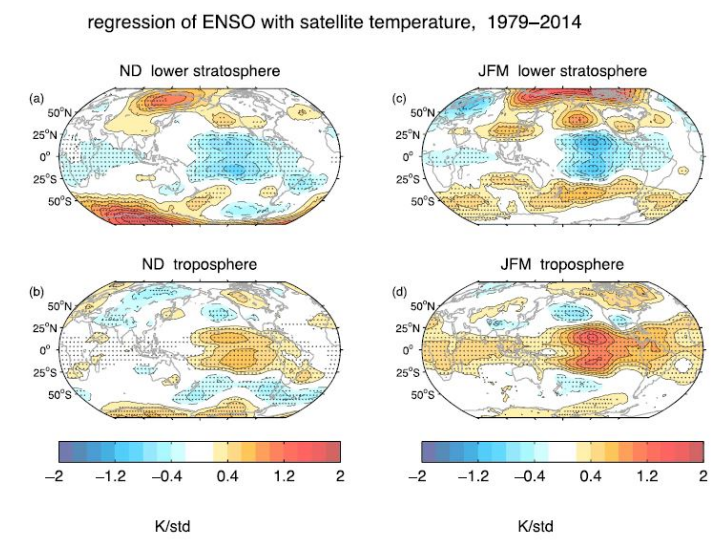 regression of ENSO with satellite temperature, 1979–2014
ND lower stratosphere
(a)
50°N
25°N
0°
25°S
50°S
JFM lower stratosphere
(c)
50°N
25°N
0°
25°S
50°S
ND troposphere
(b)
50°N
25°N
0°
25°S
50°S
JFM troposphere
(d)
50°N
25°N
0°
25°S
50°S
−2 −1.2 −0.4 0.4 1.2 2
K/std
−2 −1.2 −0.4 0.4 1.2 2
K/std